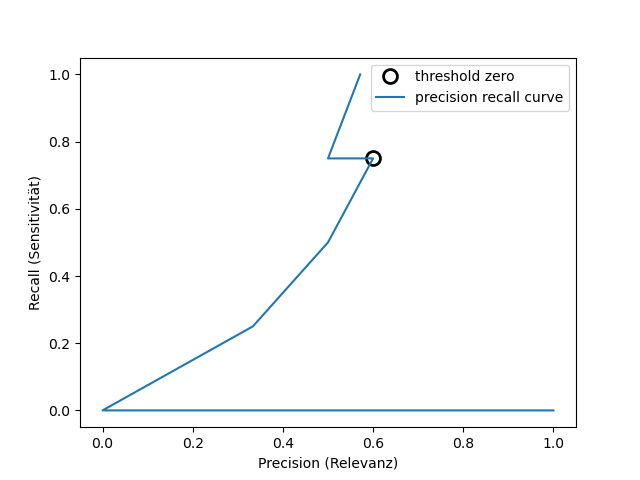 threshold zero
precision recall curve
1.0
0.8
0.6
0.4
0.2
0.0
Recall (Sensitivität)
0.0 0.2 0.4 0.6 0.8 1.0
Precision (Relevanz)